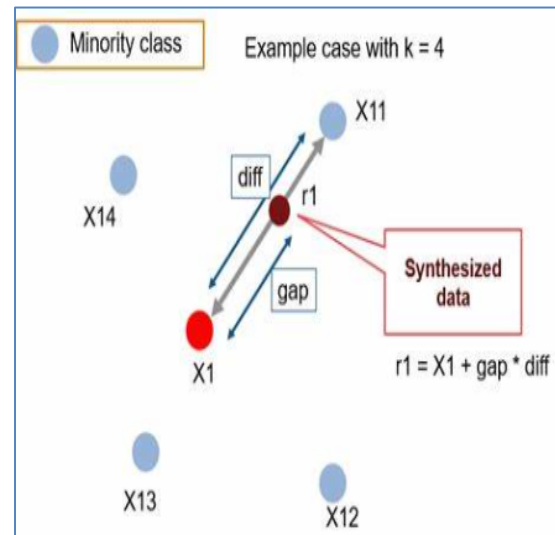 Minority class
Example case with k = 4
X11
diff
r1
X14
gap
Synthesized
data
X1
r1 = X1 + gap * diff
X13
X12